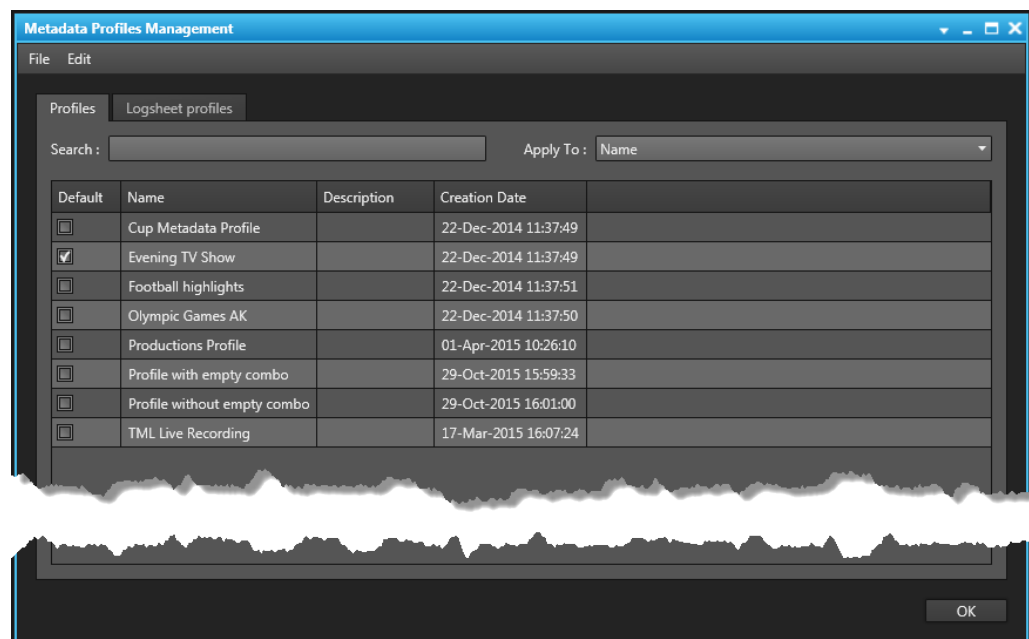 Metadata Profiles Management
File Edit
Profiles Logsheet profiles
Search : Apply To : Name
Default Name Description Creation Date
Cup Metadata Profile 22-Dec-2014 11:37:49
Evening TV Show 22-Dec-2014 11:37:49
Football highlights 22-Dec-2014 11:37:51
Olympic Games AK 22-Dec-2014 11:37:50
Productions Profile 01-Apr-2015 10:26:10
Profile with empty combo 29-Oct-2015 15:59:33
Profile without empty combo 29-Oct-2015 16:01:00
TML Live Recording 17-Mar-2015 16:07:24
OK